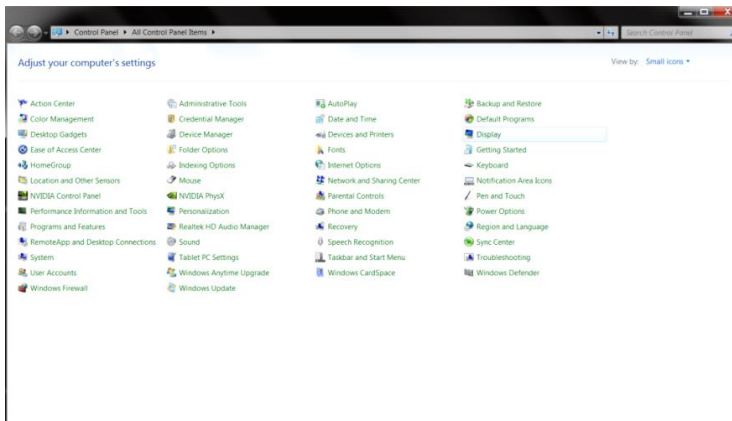 Control Panel ▸ All Control Panel Items ▸
Search Control Panel
Adjust your computer's settings
View by: Small icons
Action Center
Administrative Tools
AutoPlay
Backup and Restore
Color Management
Credential Manager
Date and Time
Default Programs
Desktop Gadgets
Device Manager
Devices and Printers
Display
Ease of Access Center
Folder Options
Fonts
Getting Started
HomeGroup
Indexing Options
Internet Options
Keyboard
Location and Other Sensors
Mouse
Network and Sharing Center
Notification Area Icons
NVIDIA Control Panel
NVIDIA PhysX
Parental Controls
Pen and Touch
Performance Information and Tools
Personalization
Phone and Modem
Power Options
Programs and Features
Realtek HD Audio Manager
Recovery
Region and Language
RemoteApp and Desktop Connections
Sound
Speech Recognition
Sync Center
System
Tablet PC Settings
Taskbar and Start Menu
Troubleshooting
User Accounts
Windows Anytime Upgrade
Windows CardSpace
Windows Defender
Windows Firewall
Windows Update